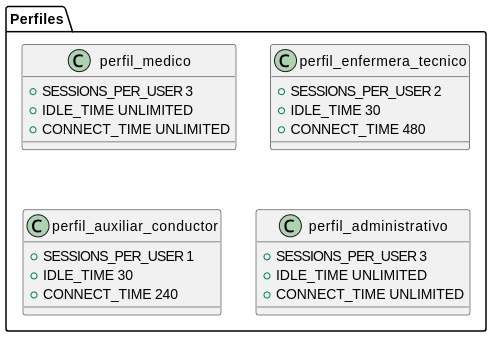 Perfiles
C perfil_medico
SESSIONS_PER_USER 3
IDLE_TIME UNLIMITED
CONNECT_TIME UNLIMITED
C perfil_enfermera_tecnico
SESSIONS_PER_USER 2
IDLE_TIME 30
CONNECT_TIME 480
C perfil_auxiliar_conductor
SESSIONS_PER_USER 1
IDLE_TIME 30
CONNECT_TIME 240
C perfil_administrativo
SESSIONS_PER_USER 3
IDLE_TIME UNLIMITED
CONNECT_TIME UNLIMITED